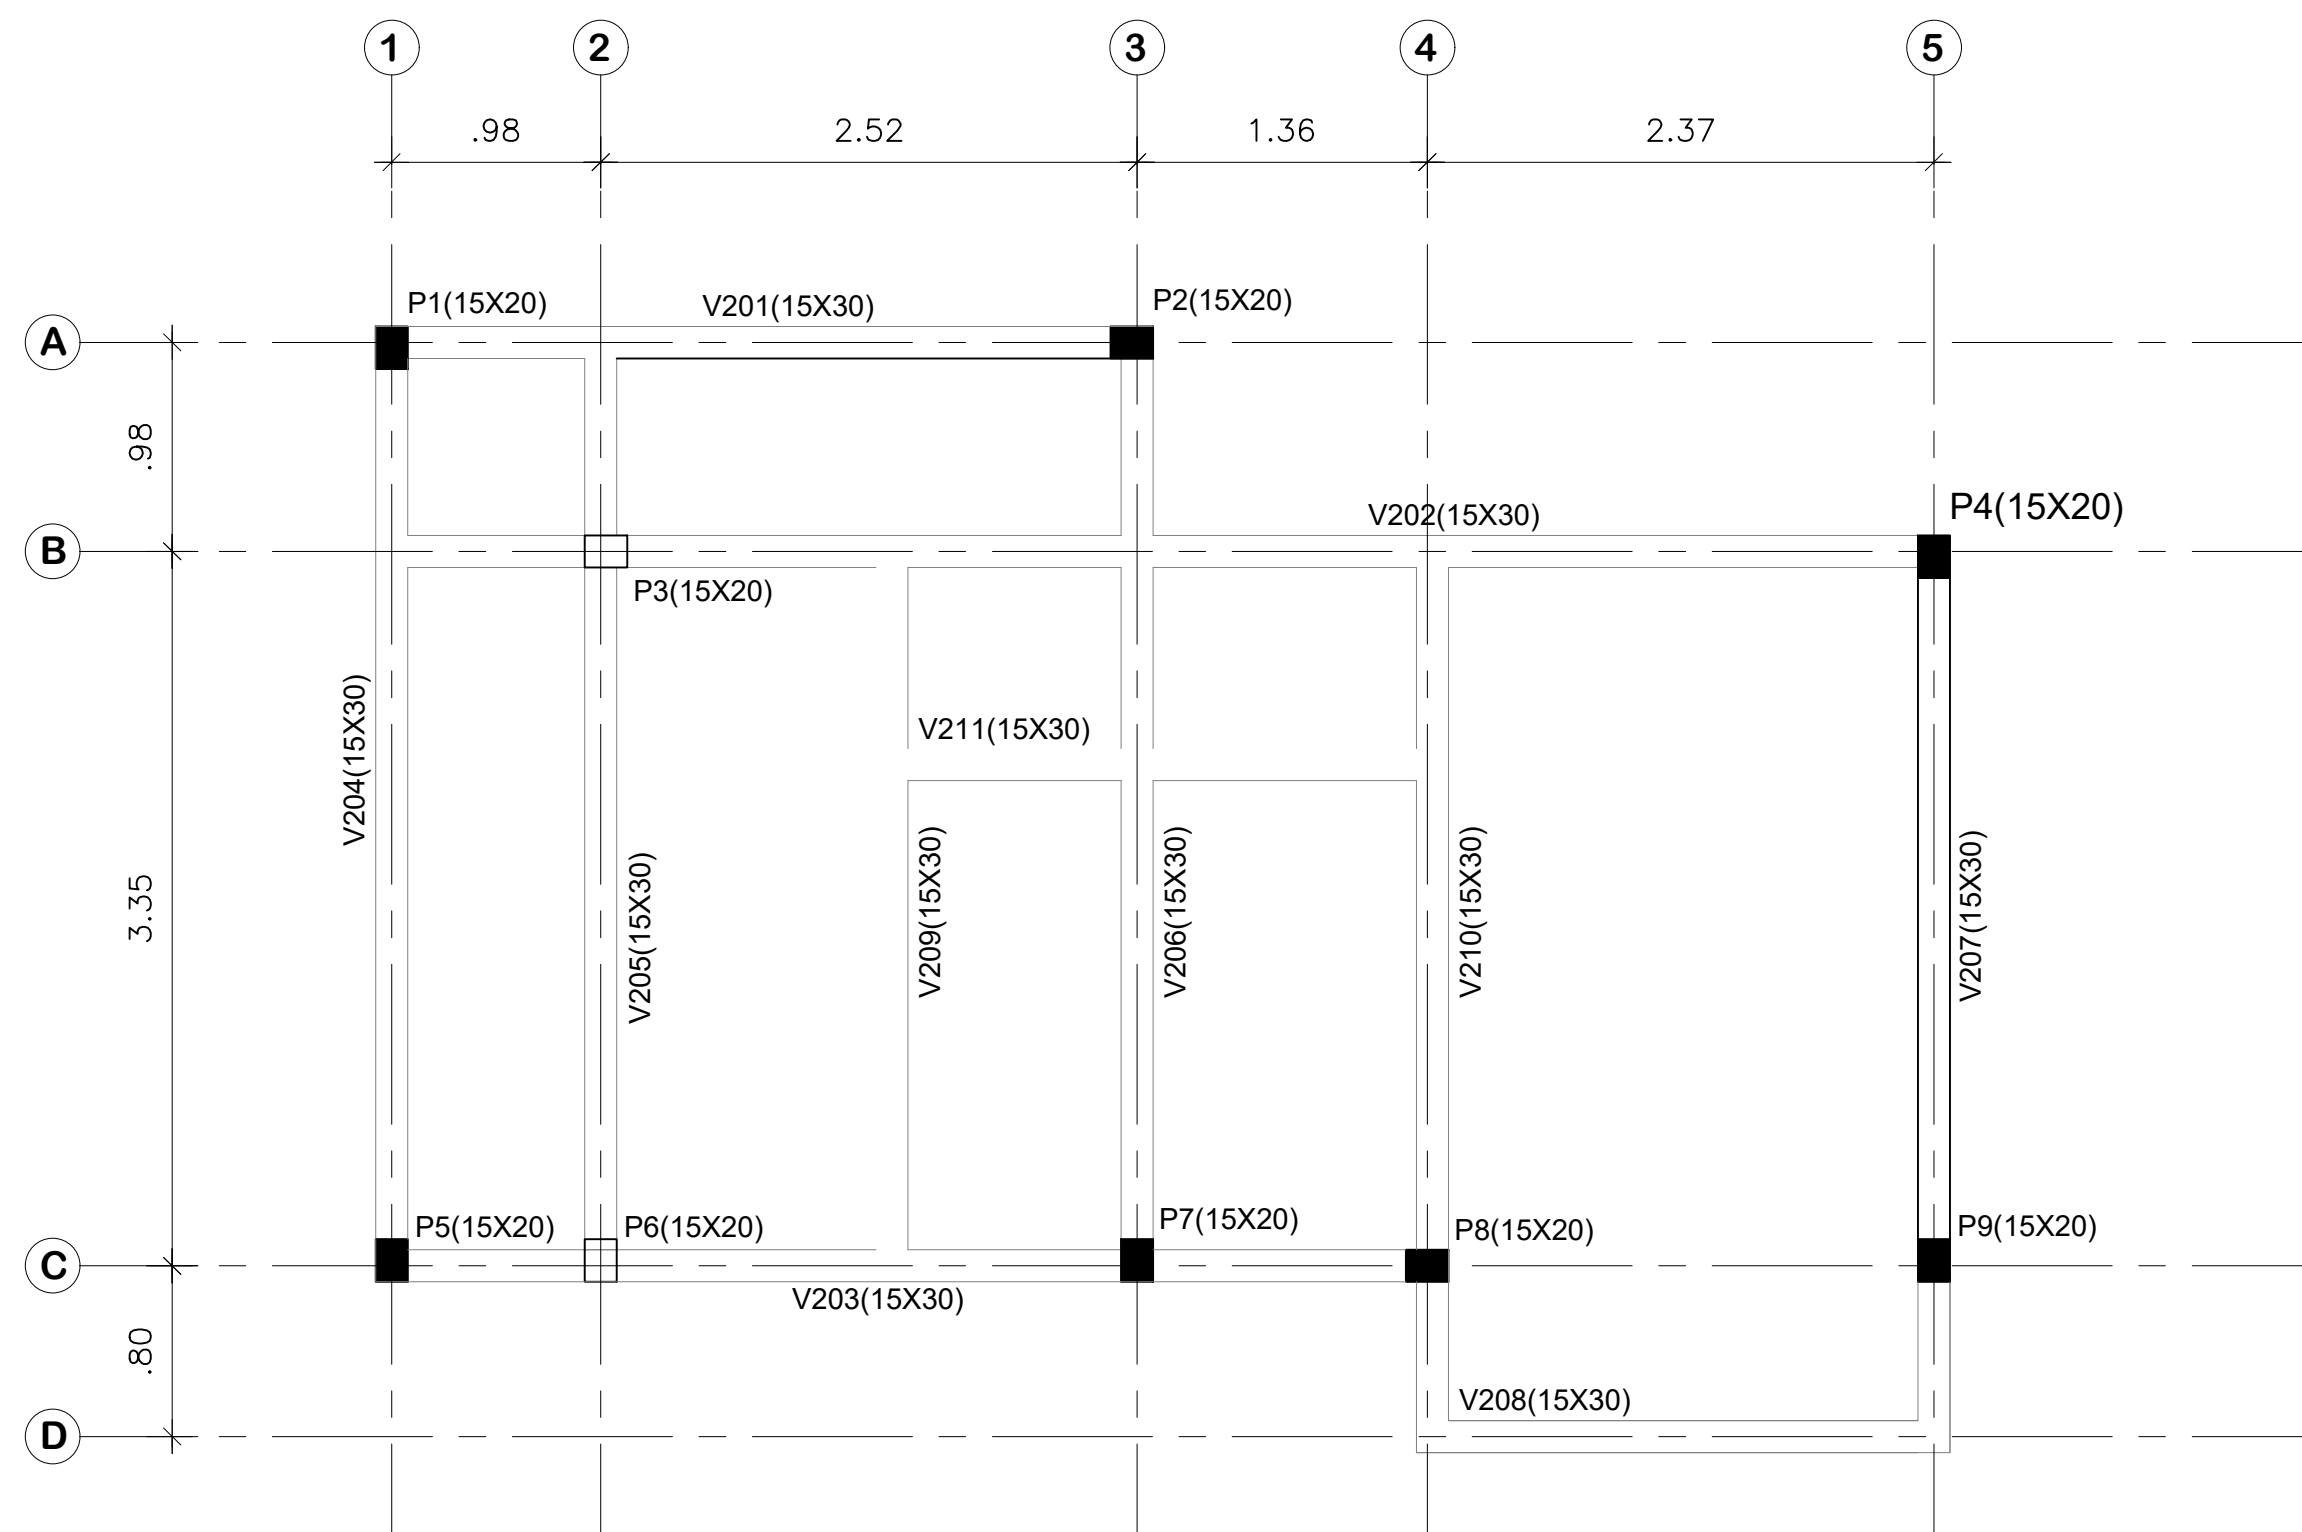 1 2 3 4 5
.98 2.52 1.36 2.37
P1(15X20) V201(15X30) P2(15X20)
A
.98
V202(15X30) P4(15X20)
B
P3(15X20)
V204(15X30)
V211(15X30)
3.35
V205(15X30)
V209(15X30)
V206(15X30)
V210(15X30)
V207(15X30)
P5(15X20) P6(15X20) P7(15X20) P8(15X20) P9(15X20)
C
V203(15X30)
.80
V208(15X30)
D